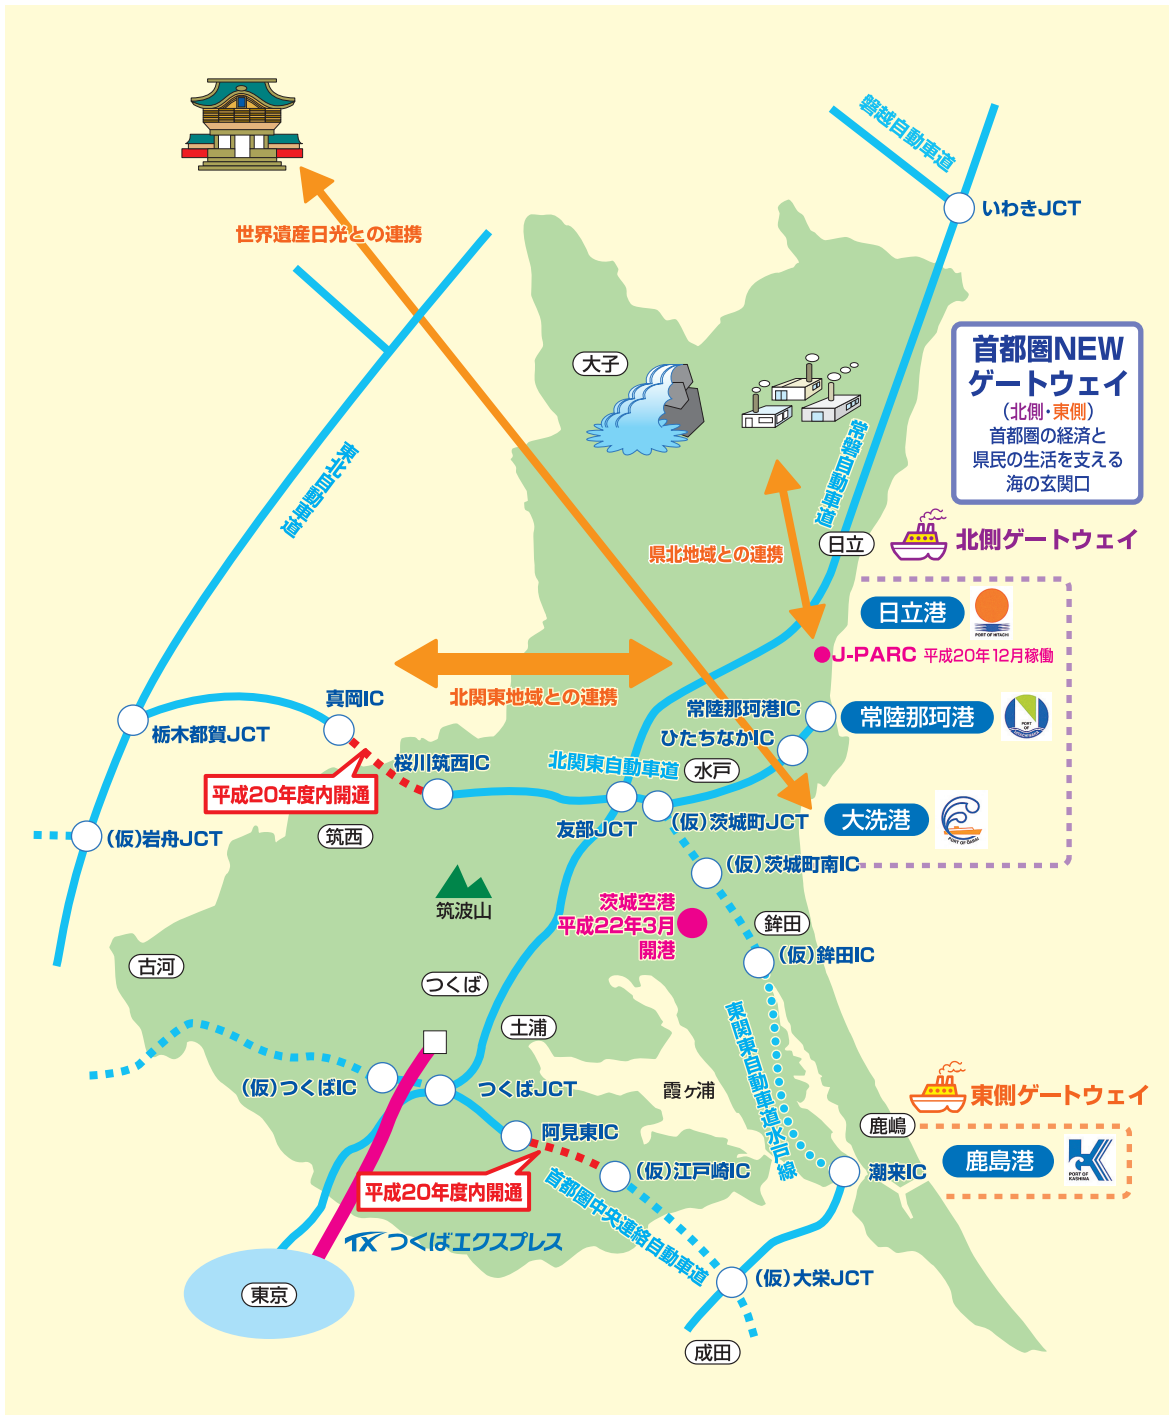 磐越自動車道
いわきJCT
世界遺産日光との連携
首都圏NEW
ゲートウェイ
（北側・東側）
首都圏の経済と
県民の生活を支える
海の玄関口
大子
常磐自動車道
東北自動車道
日立
北側ゲートウェイ
県北地域との連携
日立港
PORT OF HITACHI
J-PARC 平成20年12月稼働
北関東地域との連携
真岡IC
栃木都賀JCT
常陸那珂港IC
常陸那珂港
ひたちなかIC
桜川筑西IC
北関東自動車道
水戸
平成20年度内開通
筑西
友部JCT
（仮）茨城町JCT
大洗港
PORT OF OARAI
（仮）岩舟JCT
（仮）茨城町南IC
筑波山
茨城空港
平成22年3月
開港
鉾田
（仮）鉾田IC
古河
つくば
土浦
東関東自動車道水戸線
（仮）つくばIC
つくばJCT
霞ヶ浦
東側ゲートウェイ
鹿嶋
阿見東IC
鹿島港
PORT OF
KASHIMA
（仮）江戸崎IC
潮来IC
平成20年度内開通
首都圏中央連絡自動車道
TX つくばエクスプレス
（仮）大栄JCT
東京
成田